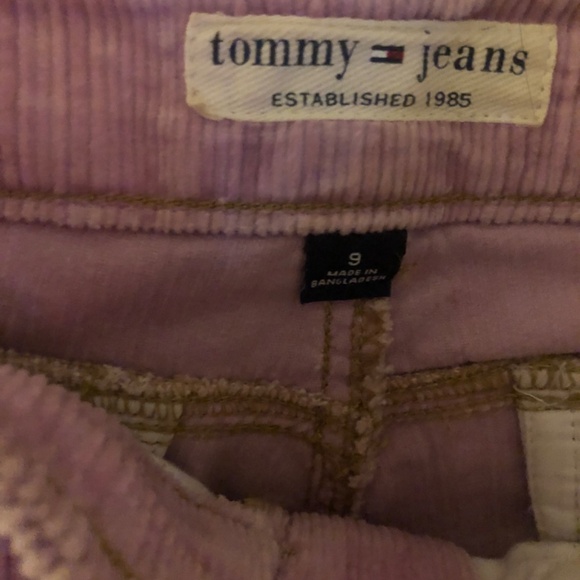 tommy jeans
ESTABLISHED 1985
9
MADE IN
BANGLADESH